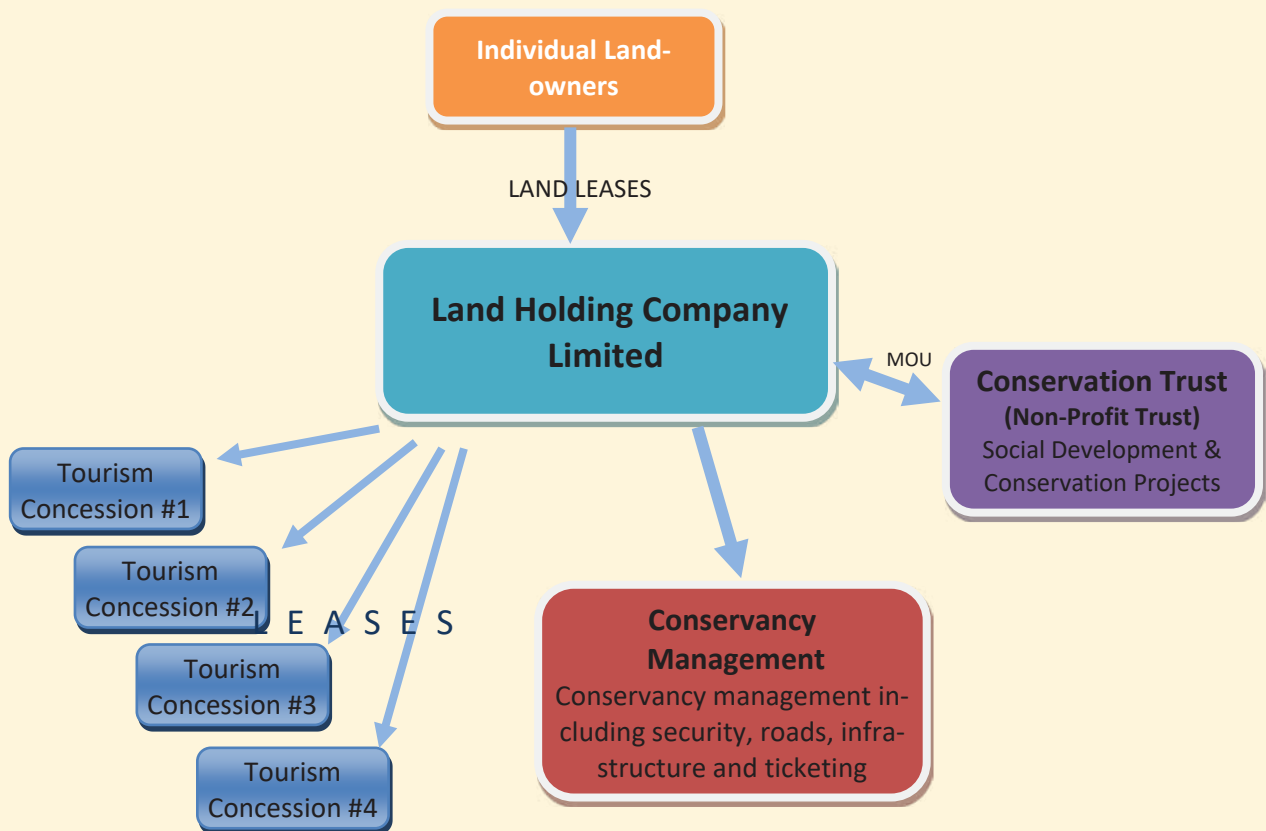 Individual Land-
owners
LAND LEASES
Land Holding Company
Limited
MOU
Conservation Trust
(Non-Profit Trust)
Social Development &
Conservation Projects
Tourism
Concession #1
Tourism
Concession #2
LEASES
Tourism
Concession #3
Tourism
Concession #4
Conservancy
Management
Conservancy management in-
cluding security, roads, infra-
structure and ticketing